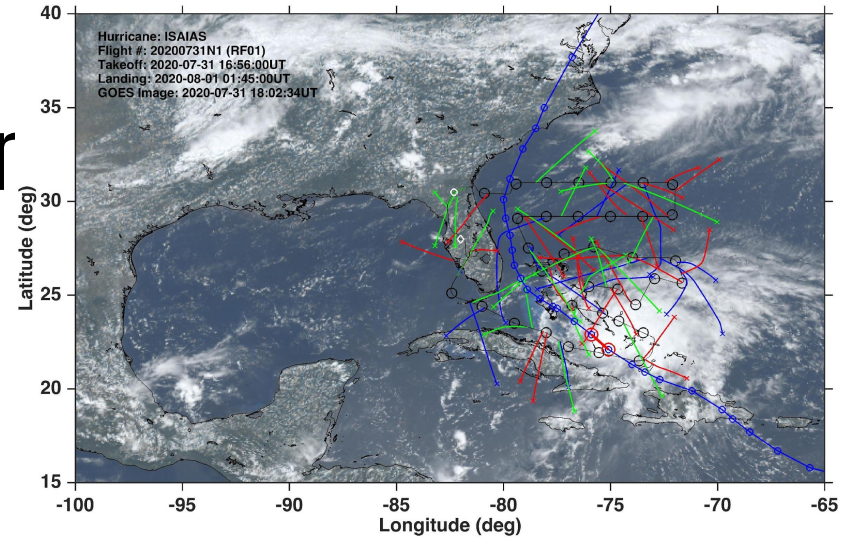 Hurricane: ISAIAS
Flight #: 20200731N1 (RF01)
Takeoff: 2020-07-31 16:56:00UT
Landing: 2020-08-01 01:45:00UT
GOES Image: 2020-07-31 18:02:34UT
r
Latitude (deg)
40
35
30
25
20
15
-100 -95 -90 -85 -80 -75 -70 -65
Longitude (deg)